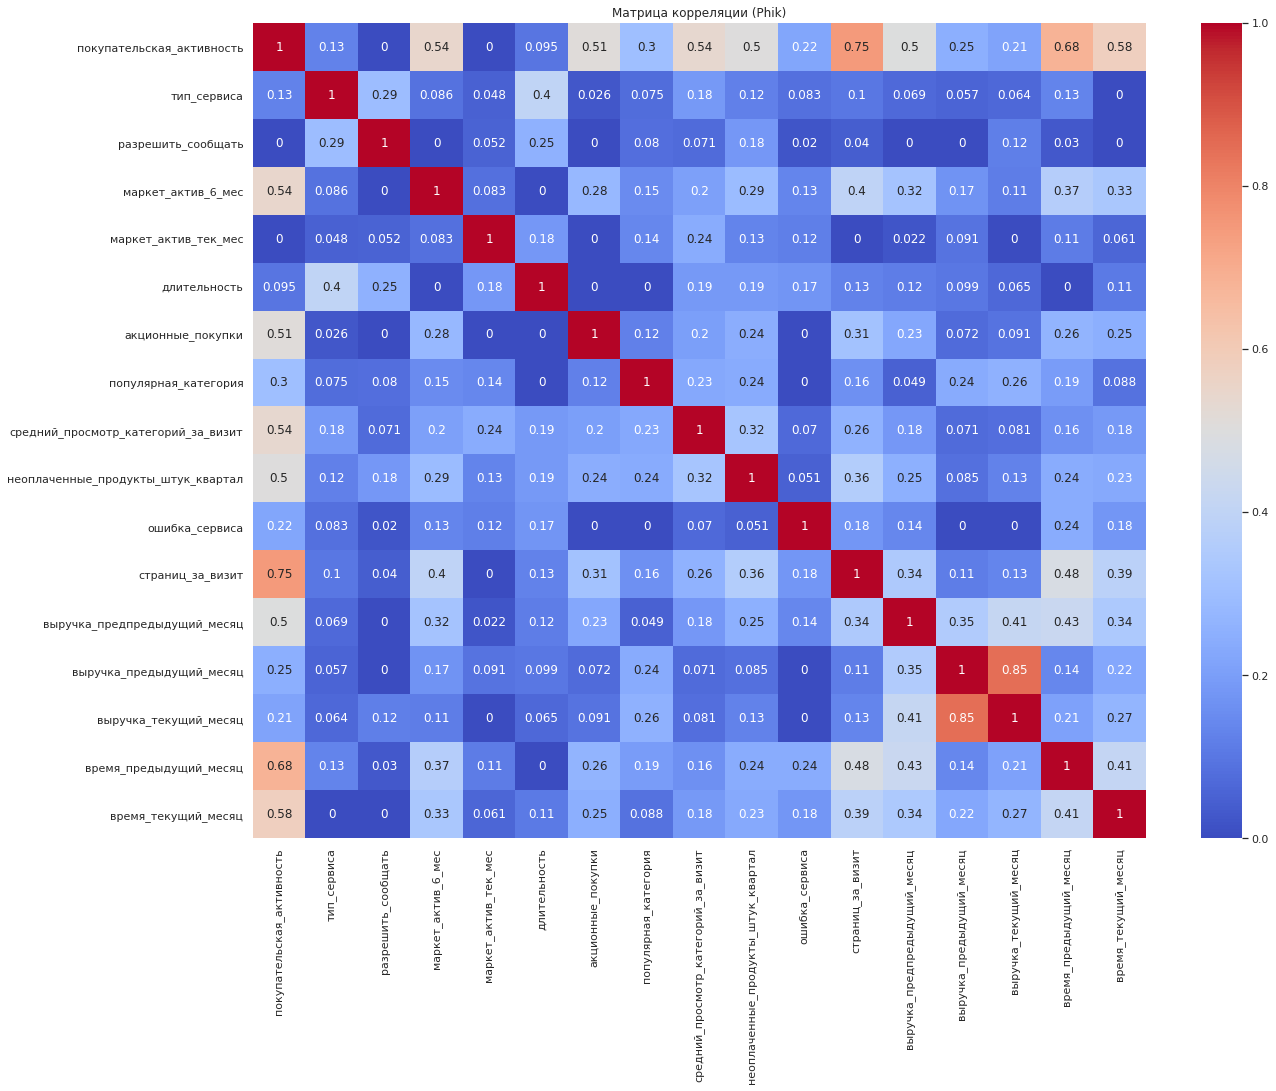 Матрица корреляции (Phik)
покупательская_активность 1 0.13 0 0.54 0 0.095 0.51 0.3 0.54 0.5 0.22 0.75 0.5 0.25 0.21 0.68 0.58
тип_сервиса 0.13 1 0.29 0.086 0.048 0.4 0.026 0.075 0.18 0.12 0.083 0.1 0.069 0.057 0.064 0.13 0
разрешить_сообщать 0 0.29 1 0 0.052 0.25 0 0.08 0.071 0.18 0.02 0.04 0 0 0.12 0.03 0
маркет_актив_6_мес 0.54 0.086 0 1 0.083 0 0.28 0.15 0.2 0.29 0.13 0.4 0.32 0.17 0.11 0.37 0.33
маркет_актив_тек_мес 0 0.048 0.052 0.083 1 0.18 0 0.14 0.24 0.13 0.12 0 0.022 0.091 0 0.11 0.061
длительность 0.095 0.4 0.25 0 0.18 1 0 0 0.19 0.19 0.17 0.13 0.12 0.099 0.065 0 0.11
акционные_покупки 0.51 0.026 0 0.28 0 0 1 0.12 0.2 0.24 0 0.31 0.23 0.072 0.091 0.26 0.25
популярная_категория 0.3 0.075 0.08 0.15 0.14 0 0.12 1 0.23 0.24 0 0.16 0.049 0.24 0.26 0.19 0.088
средний_просмотр_категорий_за_визит 0.54 0.18 0.071 0.2 0.24 0.19 0.2 0.23 1 0.32 0.07 0.26 0.18 0.071 0.081 0.16 0.18
неоплаченные_продукты_штук_квартал 0.5 0.12 0.18 0.29 0.13 0.19 0.24 0.24 0.32 1 0.051 0.36 0.25 0.085 0.13 0.24 0.23
ошибка_сервиса 0.22 0.083 0.02 0.13 0.12 0.17 0 0 0.07 0.051 1 0.18 0.14 0 0 0.24 0.18
страниц_за_визит 0.75 0.1 0.04 0.4 0 0.13 0.31 0.16 0.26 0.36 0.18 1 0.34 0.11 0.13 0.48 0.39
выручка_предпредыдущий_месяц 0.5 0.069 0 0.32 0.022 0.12 0.23 0.049 0.18 0.25 0.14 0.34 1 0.35 0.41 0.43 0.34
выручка_предыдущий_месяц 0.25 0.057 0 0.17 0.091 0.099 0.072 0.24 0.071 0.085 0 0.11 0.35 1 0.85 0.14 0.22
выручка_текущий_месяц 0.21 0.064 0.12 0.11 0 0.065 0.091 0.26 0.081 0.13 0 0.13 0.41 0.85 1 0.21 0.27
время_предыдущий_месяц 0.68 0.13 0.03 0.37 0.11 0 0.26 0.19 0.16 0.24 0.24 0.48 0.43 0.14 0.21 1 0.41
время_текущий_месяц 0.58 0 0 0.33 0.061 0.11 0.25 0.088 0.18 0.23 0.18 0.39 0.34 0.22 0.27 0.41 1
покупательская_активность
тип_сервиса
разрешить_сообщать
маркет_актив_6_мес
маркет_актив_тек_мес
длительность
акционные_покупки
популярная_категория
средний_просмотр_категорий_за_визит
неоплаченные_продукты_штук_квартал
ошибка_сервиса
страниц_за_визит
выручка_предпредыдущий_месяц
выручка_предыдущий_месяц
выручка_текущий_месяц
время_предыдущий_месяц
время_текущий_месяц
1.0
0.8
0.6
0.4
0.2
0.0